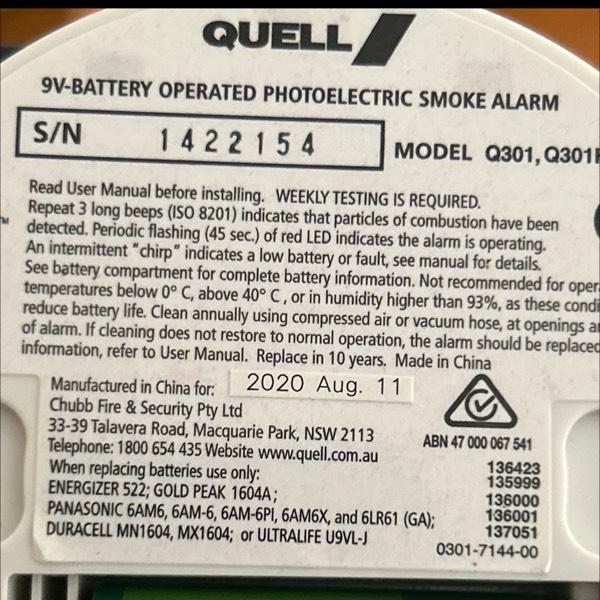 QUELL
9V-BATTERY OPERATED PHOTOELECTRIC SMOKE ALARM
S/N 1422154 MODEL Q301, Q301
Read User Manual before installing. WEEKLY TESTING IS REQUIRED.
Repeat 3 long beeps (ISO 8201) indicates that particles of combustion have been
™ detected. Periodic flashing (45 sec.) of red LED indicates the alarm is operating.
An intermittent "chirp" indicates a low battery or fault, see manual for details.
See battery compartment for complete battery information. Not recommended for oper
temperatures below 0° C, above 40° C, or in humidity higher than 93%, as these condi
reduce battery life. Clean annually using compressed air or vacuum hose, at openings a
of alarm. If cleaning does not restore to normal operation, the alarm should be replaced
information, refer to User Manual. Replace in 10 years. Made in China
Manufactured in China for: 2020 Aug. 11
Chubb Fire & Security Pty Ltd
33-39 Talavera Road, Macquarie Park, NSW 2113
Telephone: 1800 654 435 Website www.quell.com.au
ABN 47 000 067 541
When replacing batteries use only:
ENERGIZER 522; GOLD PEAK 1604A;
PANASONIC 6AM6, 6AM-6, 6AM-6PI, 6AM6X, and 6LR61 (GA);
DURACELL MN1604, MX1604; or ULTRALIFE U9VL-J
136423
135999
136000
136001
137051
0301-7144-00